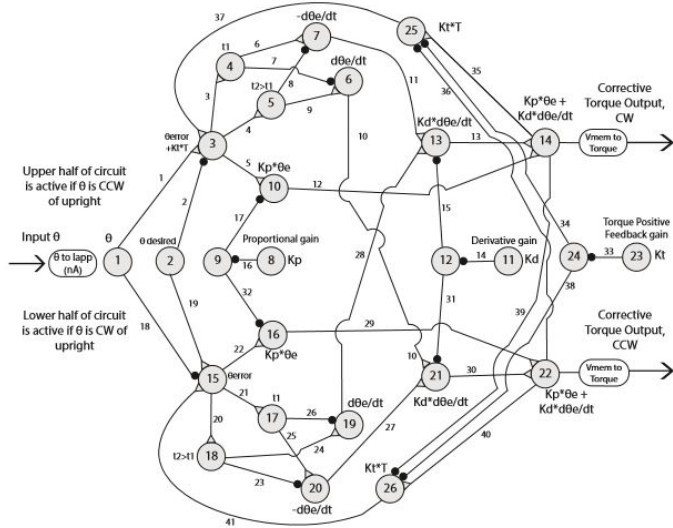 37
25
Kt*T
-dθe/dt
7
t1
6
4
7
8
dθe/dt
6
t2>t1
5
9
3
4
11
36
35
Kp*θe +
Kd*dθe/dt
Corrective
Torque Output,
CW
θerror
+Kt*T
3
10
Kd*dθe/dt
13
13
14
Vmem to
Torque
Upper half of circuit
is active if θ is CCW
of upright
1
2
5
Kp*θe
10
12
15
17
34
Input θ
θ
θ desired
Proportional gain
Derivative gain
Torque Positive
Feedback gain
θ to Iapp
(nA)
1
2
9
16
8
Kp
28
12
14
11
Kd
24
33
23
Kt
38
Lower half of circuit
is active if θ is CW of
upright
18
19
32
31
39
Corrective
Torque Output,
CCW
16
29
22
Kp*θe
10
15
θerror
21
Kd*dθe/dt
30
22
Vmem to
Torque
Kp*θe +
Kd*dθe/dt
21
t1
17
26
dθe/dt
19
20
25
24
27
40
t2>t1
18
23
20
-dθe/dt
Kt*T
26
41